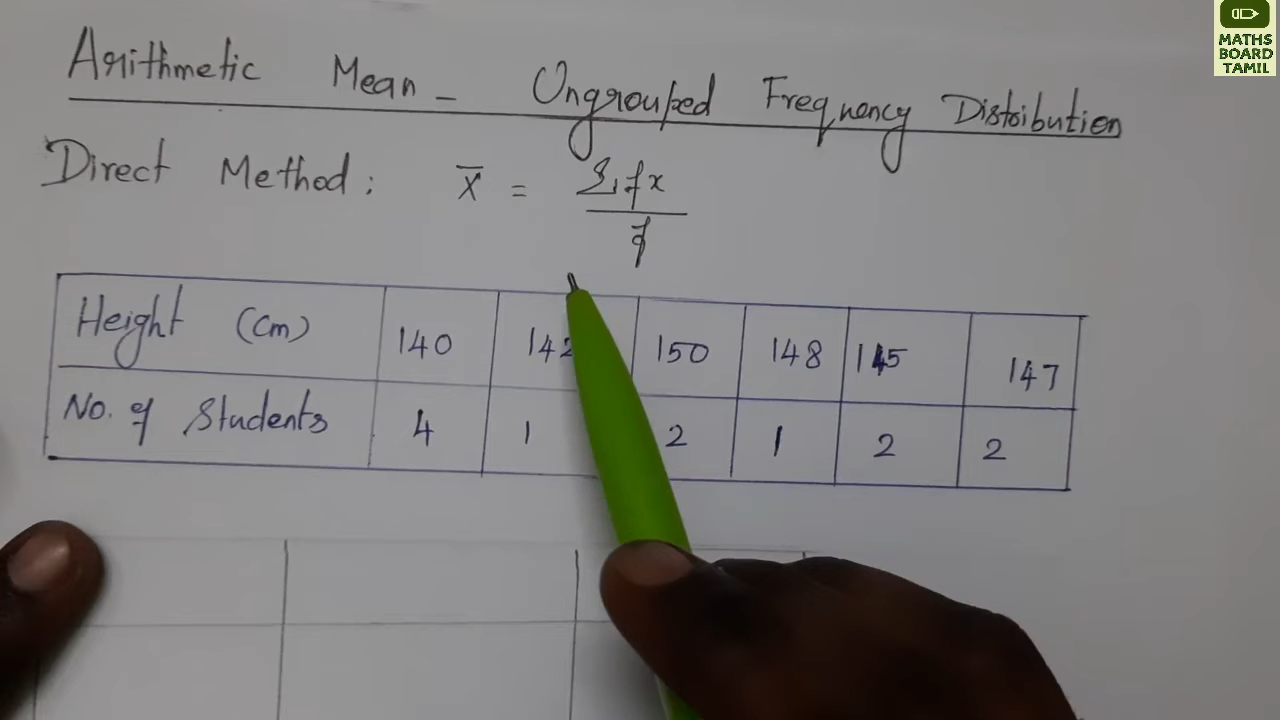 MATHS
BOARD
TAMIL
Arithmetic Mean - Ungrouped Frequency Distribution
Direct Method: x̄ = Σfx / f
Height (cm) 140 142 150 148 145 147
No. of Students 4 1 2 1 2 2